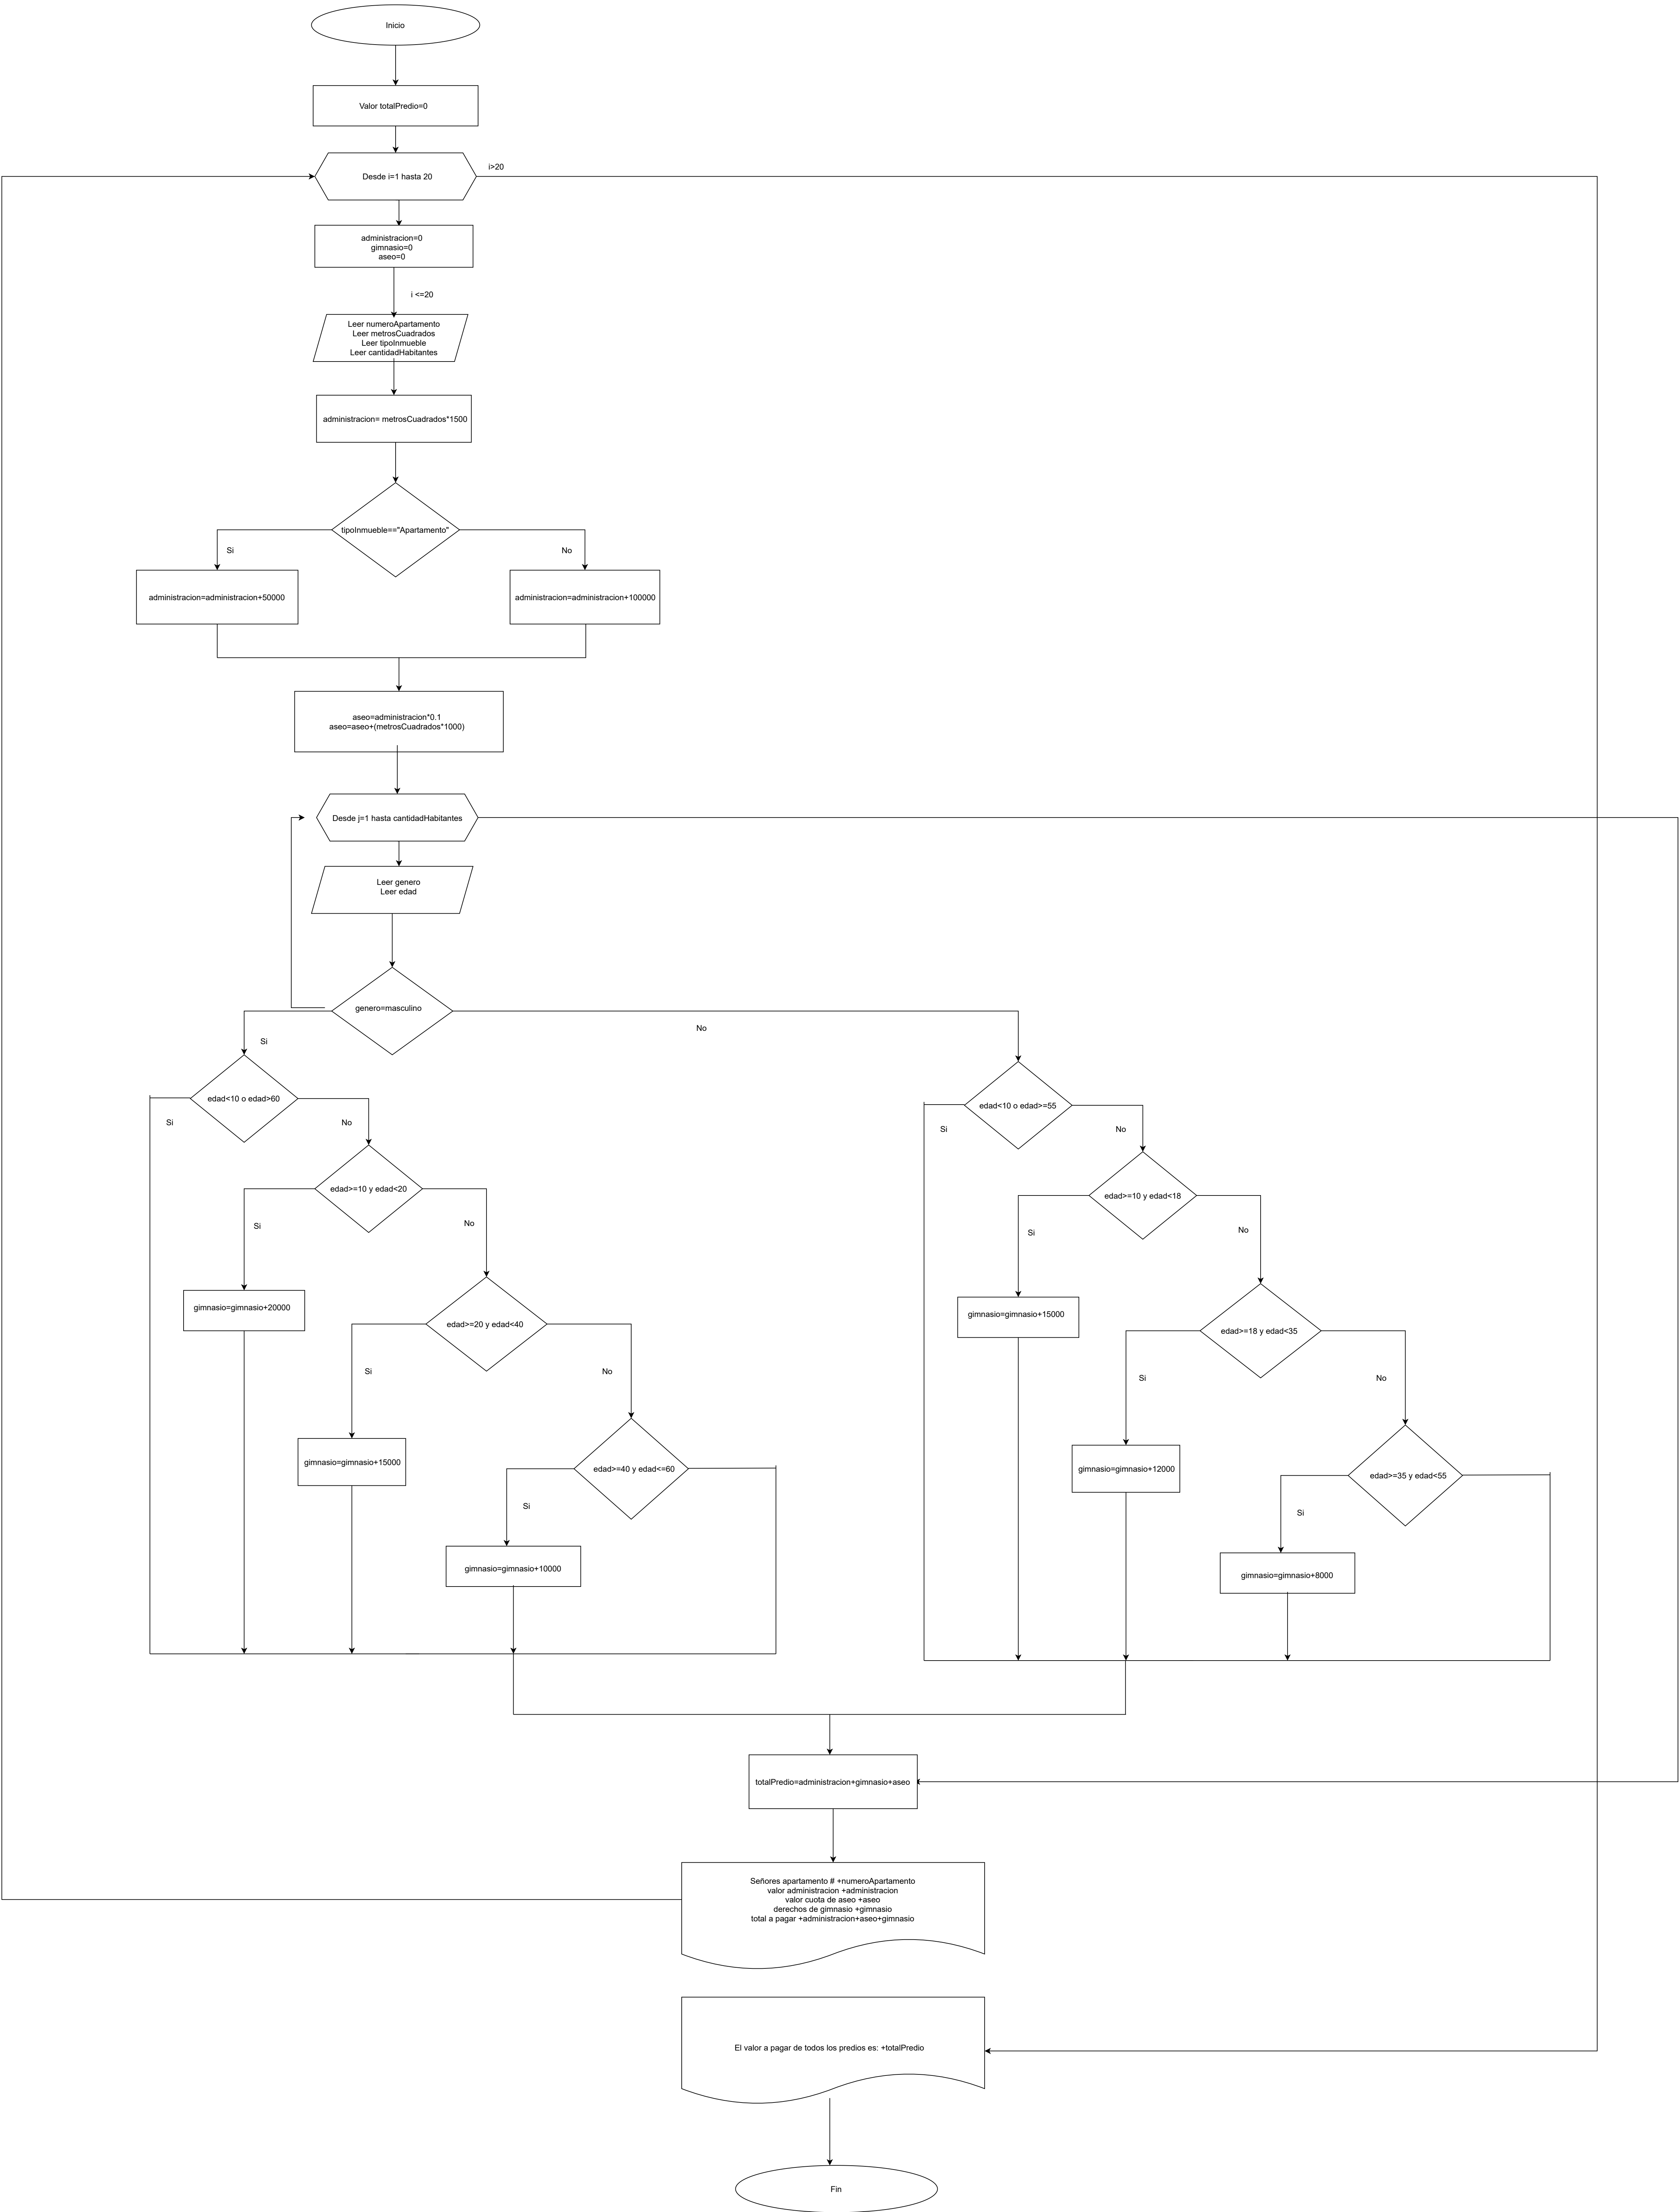 Inicio
Valor totalPredio=0
i>20
Desde i=1 hasta 20
administracion=0
gimnasio=0
aseo=0
i <=20
Leer numeroApartamento
Leer metrosCuadrados
Leer tipoInmueble
Leer cantidadHabitantes
administracion= metrosCuadrados*1500
tipoInmueble=="Apartamento"
Si
No
administracion=administracion+50000
administracion=administracion+100000
aseo=administracion*0.1
aseo=aseo+(metrosCuadrados*1000)
Desde j=1 hasta cantidadHabitantes
Leer genero
Leer edad
genero=masculino
Si
No
edad<10 o edad>60
Si
No
edad>=10 y edad<20
Si
No
gimnasio=gimnasio+20000
edad>=20 y edad<40
Si
No
gimnasio=gimnasio+15000
edad>=40 y edad<=60
Si
gimnasio=gimnasio+10000
edad<10 o edad>=55
Si
No
edad>=10 y edad<18
Si
No
gimnasio=gimnasio+15000
edad>=18 y edad<35
Si
No
gimnasio=gimnasio+12000
edad>=35 y edad<55
Si
gimnasio=gimnasio+8000
totalPredio=administracion+gimnasio+aseo
Señores apartamento # +numeroApartamento
valor administracion +administracion
valor cuota de aseo +aseo
derechos de gimnasio +gimnasio
total a pagar +administracion+aseo+gimnasio
El valor a pagar de todos los predios es: +totalPredio
Fin